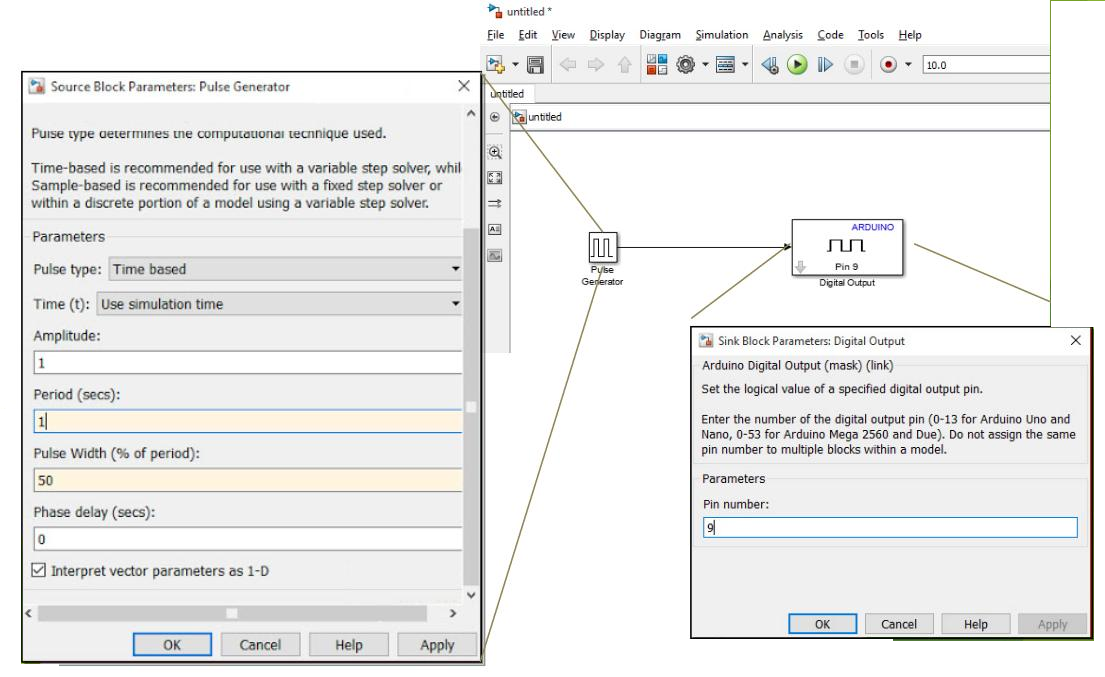 untitled *
File Edit View Display Diagram Simulation Analysis Code Tools Help
10.0
untitled
untitled
Source Block Parameters: Pulse Generator
Pulse type determines the computational technique used.
Time-based is recommended for use with a variable step solver, whil
Sample-based is recommended for use with a fixed step solver or
within a discrete portion of a model using a variable step solver.
Parameters
Pulse type: Time based
Time (t): Use simulation time
Amplitude:
1
Period (secs):
1
Pulse Width (% of period):
50
Phase delay (secs):
0
Interpret vector parameters as 1-D
OK Cancel Help Apply
Pulse
Generator
ARDUINO
Pin 9
Digital Output
Sink Block Parameters: Digital Output
Arduino Digital Output (mask) (link)
Set the logical value of a specified digital output pin.
Enter the number of the digital output pin (0-13 for Arduino Uno and
Nano, 0-53 for Arduino Mega 2560 and Due). Do not assign the same
pin number to multiple blocks within a model.
Parameters
Pin number:
9
OK Cancel Help Apply